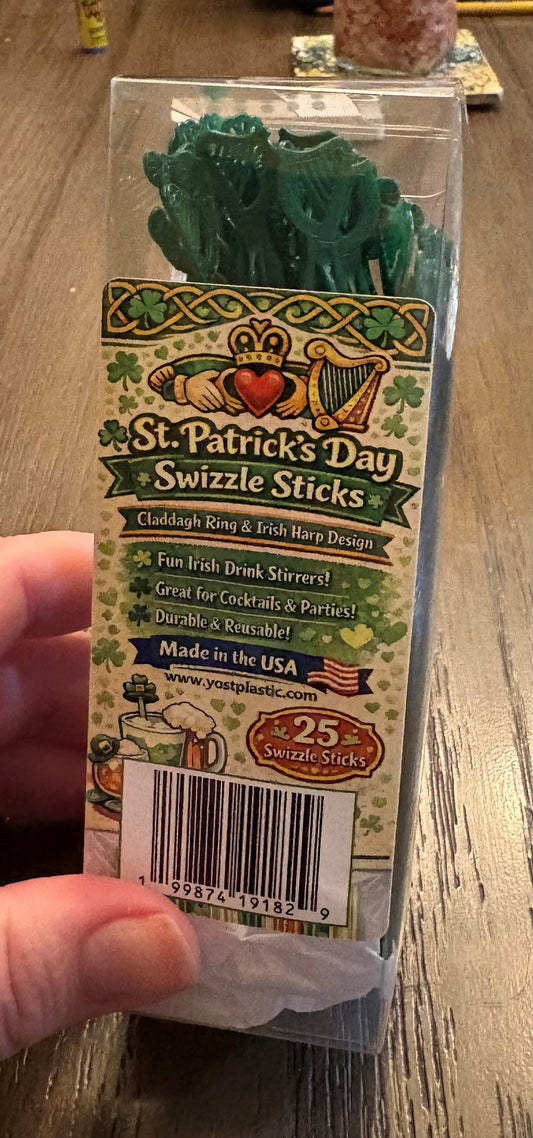 St. Patrick's Day
Swizzle Sticks
Claddagh Ring & Irish Harp Design
Fun Irish Drink Stirrers!
Great for Cocktails & Parties!
Durable & Reusable!
Made in the USA
www.yostplastic.com
25
Swizzle Sticks
1 99874 19182 9